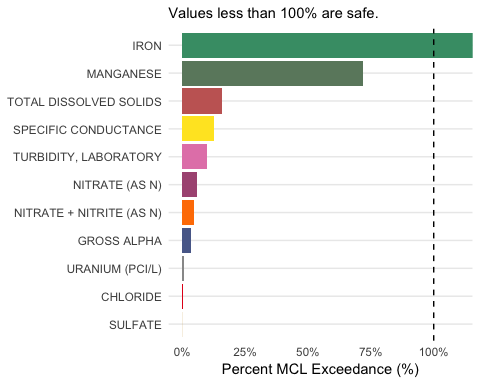 Values less than 100% are safe.
IRON
MANGANESE
TOTAL DISSOLVED SOLIDS
SPECIFIC CONDUCTANCE
TURBIDITY, LABORATORY
NITRATE (AS N)
NITRATE + NITRITE (AS N)
GROSS ALPHA
URANIUM (PCI/L)
CHLORIDE
SULFATE
0% 25% 50% 75% 100%
Percent MCL Exceedance (%)